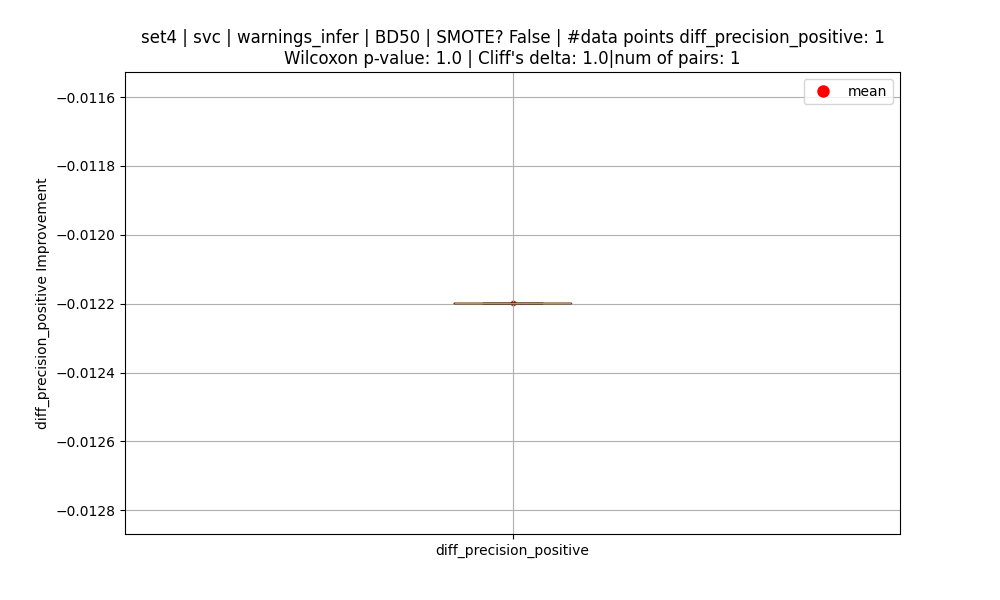 set4 | svc | warnings_infer | BD50 | SMOTE? False | #data points diff_precision_positive: 1
Wilcoxon p-value: 1.0 | Cliff's delta: 1.0|num of pairs: 1
mean
−0.0116
−0.0118
−0.0120
−0.0122
−0.0124
−0.0126
−0.0128
diff_precision_positive Improvement
diff_precision_positive